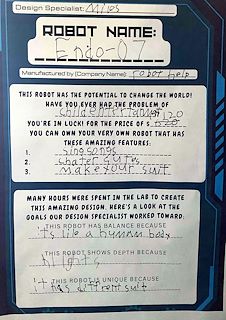 Design Specialist: Miles
ROBOT NAME:
Endo-07
Manufactured by (Company Name): robot help
THIS ROBOT HAS THE POTENTIAL TO CHANGE THE WORLD!
HAVE YOU EVER HAD THE PROBLEM OF
YOU'RE IN LUCK! FOR THE PRICE OF $ 120
YOU CAN OWN YOUR VERY OWN ROBOT THAT HAS
THESE AMAZING FEATURES:
1. sing songs
2.
3. make your suit
MANY HOURS WERE SPENT IN THE LAB TO CREATE
THIS AMAZING DESIGN. HERE'S A LOOK AT THE
GOALS OUR DESIGN SPECIALIST WORKED TOWARD:
THIS ROBOT HAS BALANCE BECAUSE
it's like a human body
THIS ROBOT SHOWS DEPTH BECAUSE
THIS ROBOT IS UNIQUE BECAUSE
it has diffrent suit